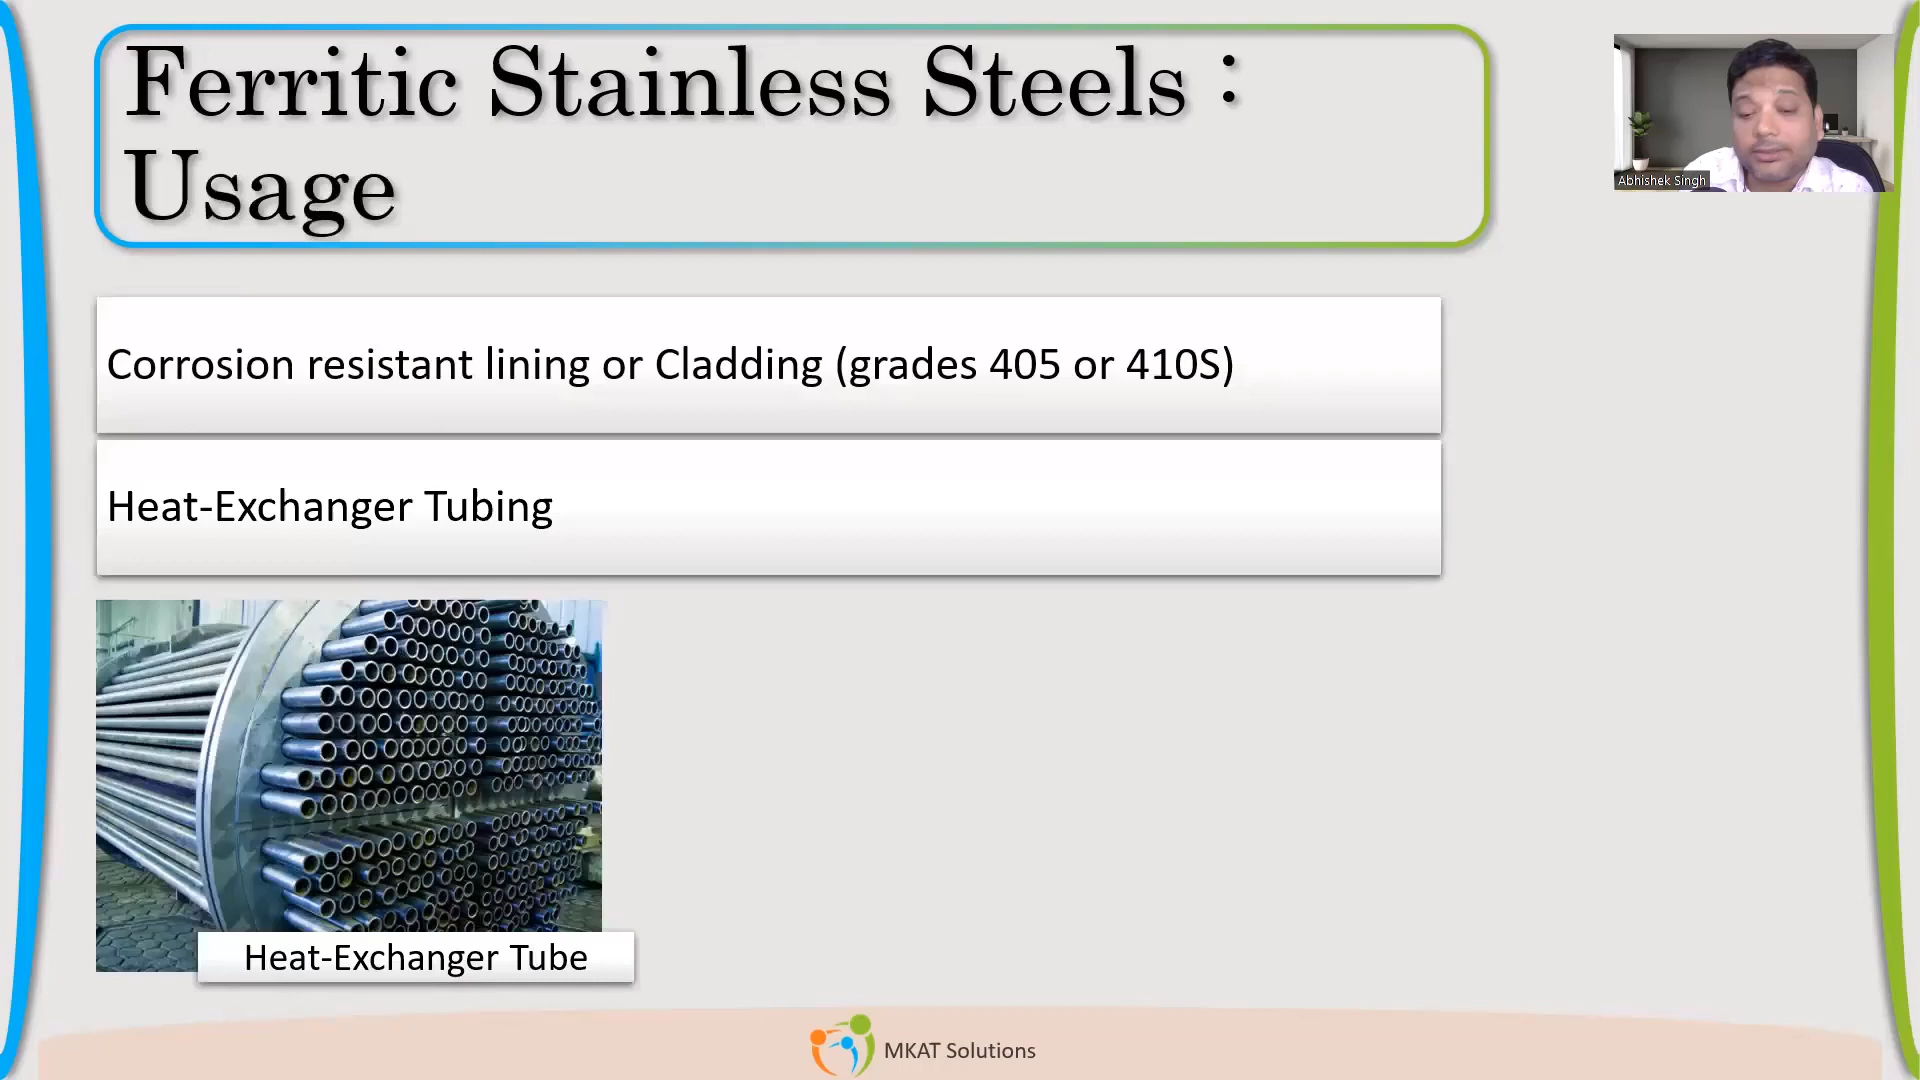 Ferritic Stainless Steels :
Usage
Abhishek Singh
Corrosion resistant lining or Cladding (grades 405 or 410S)
Heat-Exchanger Tubing
Heat-Exchanger Tube
MKAT Solutions